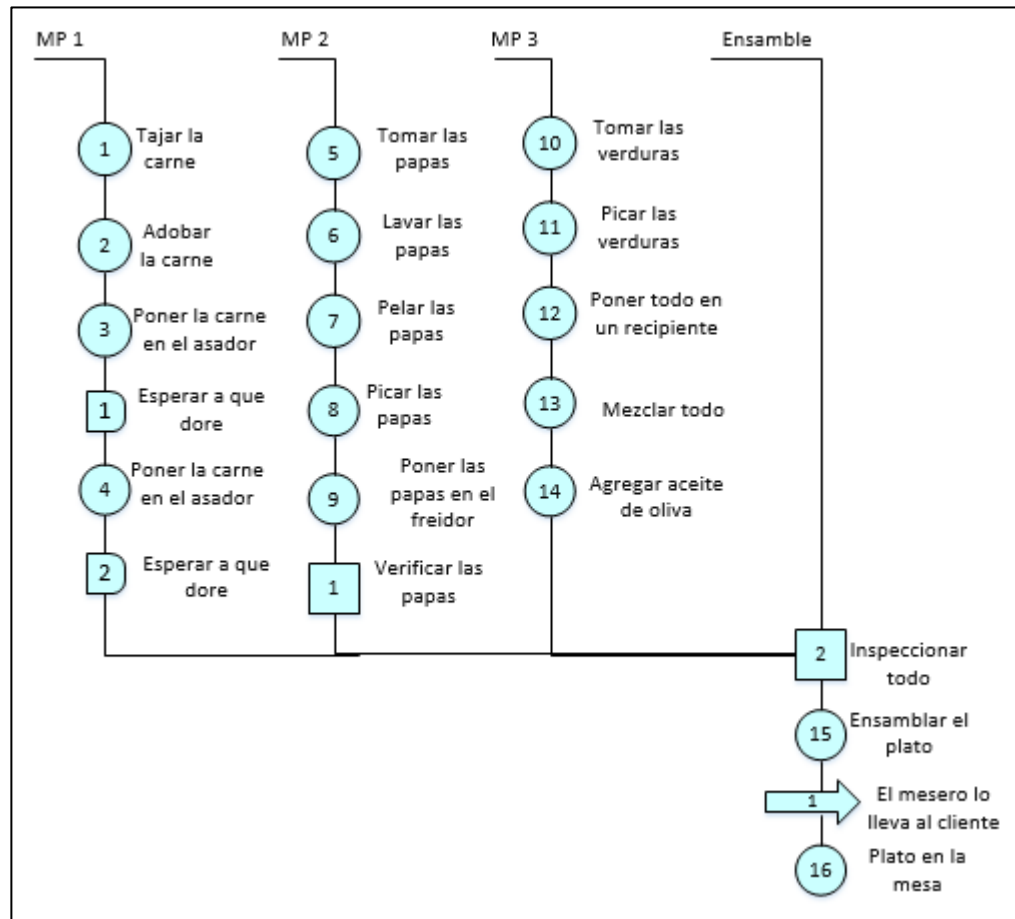 MP 1
1
Tajar la
carne
2
Adobar
la carne
3
Poner la carne
en el asador
1
Esperar a que
dore
4
Poner la carne
en el asador
2
Esperar a que
dore
MP 2
5
Tomar las
papas
6
Lavar las
papas
7
Pelar las
papas
8
Picar las
papas
9
Poner las
papas en el
freidor
1
Verificar las
papas
MP 3
10
Tomar las
verduras
11
Picar las
verduras
12
Poner todo en
un recipiente
13
Mezclar todo
14
Agregar aceite
de oliva
Ensamble
2
Inspeccionar
todo
15
Ensamblar el
plato
1
El mesero lo
lleva al cliente
16
Plato en la
mesa